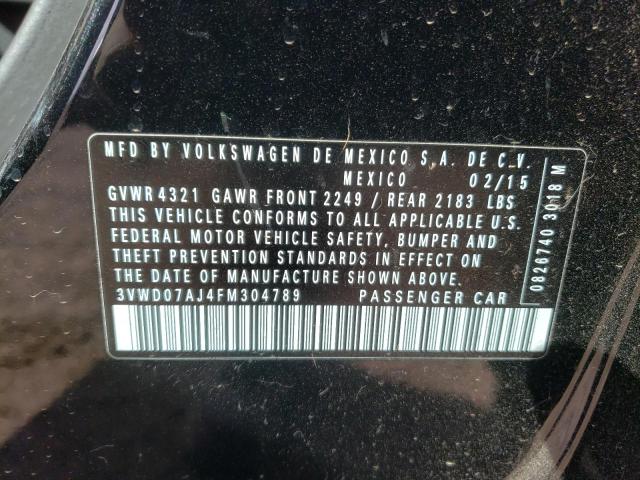 MFD BY VOLKSWAGEN DE MEXICO S.A. DE C.V.
MEXICO 02/15
GVWR 4321 GAWR FRONT 2249 / REAR 2183 LBS
THIS VEHICLE CONFORMS TO ALL APPLICABLE U.S.
FEDERAL MOTOR VEHICLE SAFETY, BUMPER AND
THEFT PREVENTION STANDARDS IN EFFECT ON
THE DATE OF MANUFACTURE SHOWN ABOVE.
3VWD07AJ4FM304789 PASSENGER CAR
0826740 3018 M